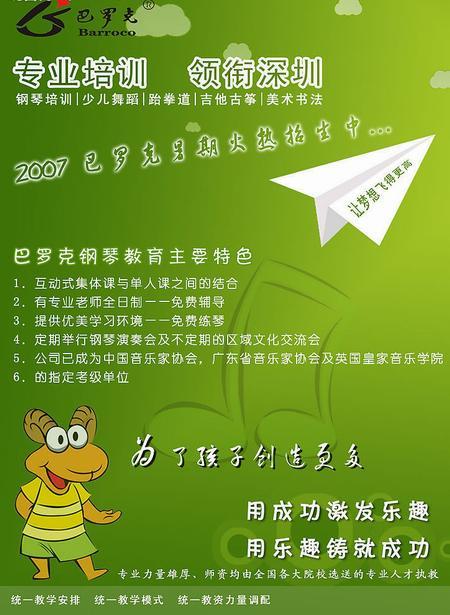 巴罗克®
Barroco
专业培训 领衔深圳
钢琴培训|少儿舞蹈|跆拳道|吉他古筝|美术书法
2007 巴罗克暑期火热招生中...
让梦想飞得更高
巴罗克钢琴教育主要特色
1. 互动式集体课与单人课之间的结合
2. 有专业老师全日制——免费辅导
3. 提供优美学习环境——免费练琴
4. 定期举行钢琴演奏会及不定期的区域文化交流会
5. 公司已成为中国音乐家协会，广东省音乐家协会及英国皇家音乐学院
6. 的指定考级单位
为了孩子创造更多
用成功激发乐趣
用乐趣铸就成功
专业力量雄厚、师资均由全国各大院校选送的专业人才执教
统一教学安排 统一教学模式 统一教资力量调配